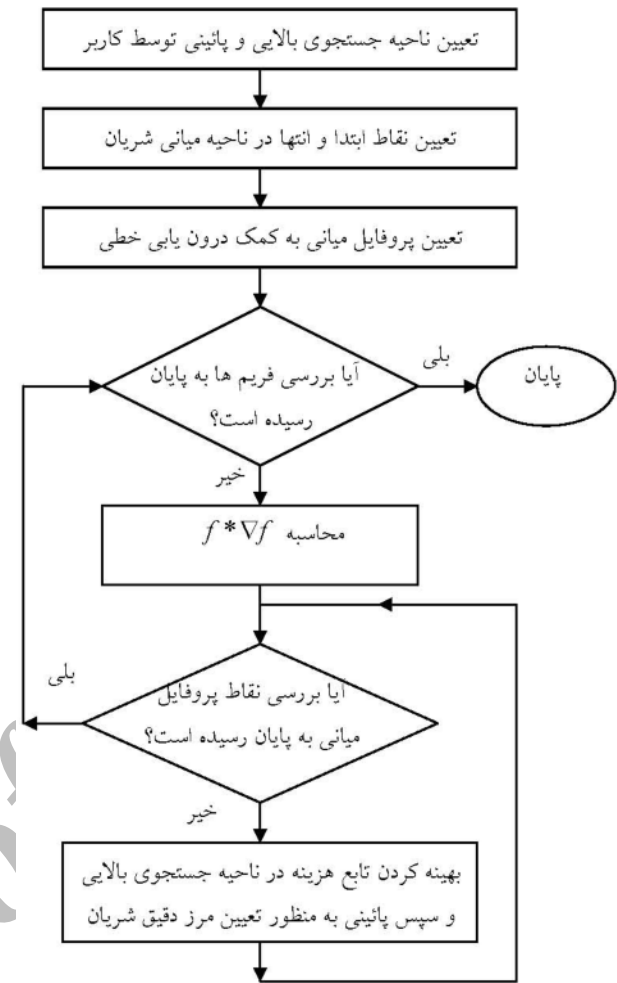 تعیین ناحیه جستجوی بالایی و پائینی توسط کاربر
تعیین نقاط ابتدا و انتها در ناحیه میانی شریان
تعیین پروفایل میانی به کمک درون یابی خطی
آیا بررسی فریم ها به پایان
رسیده است؟
بلی
پایان
خیر
محاسبه f * ∇f
آیا بررسی نقاط پروفایل
میانی به پایان رسیده است؟
بلی
خیر
بهینه کردن تابع هزینه در ناحیه جستجوی بالایی
و سپس پائینی به منظور تعیین مرز دقیق شریان